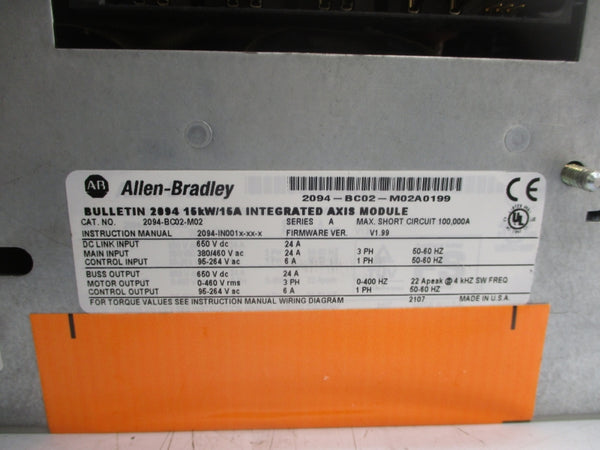 AB Allen-Bradley
2094-BC02-M02A0199
CE
BULLETIN 2094 15kW/15A INTEGRATED AXIS MODULE
CAT. NO. 2094-BC02-M02 SERIES A MAX. SHORT CIRCUIT 100,000A
INSTRUCTION MANUAL 2094-IN001x-xx-x FIRMWARE VER. V1.99
UL
DC LINK INPUT 650 V dc 24 A
MAIN INPUT 380/460 V ac 24 A 3 PH 50-60 HZ
CONTROL INPUT 95-264 V ac 6 A 1 PH 50-60 HZ
BUSS OUTPUT 650 V dc 24 A
MOTOR OUTPUT 0-460 V rms 3 PH 0-400 HZ 22 Apeak @ 4 kHZ SW FREQ
CONTROL OUTPUT 95-264 V ac 6 A 1 PH 50-60 HZ
FOR TORQUE VALUES SEE INSTRUCTION MANUAL WIRING DIAGRAM 2107 MADE IN U.S.A.